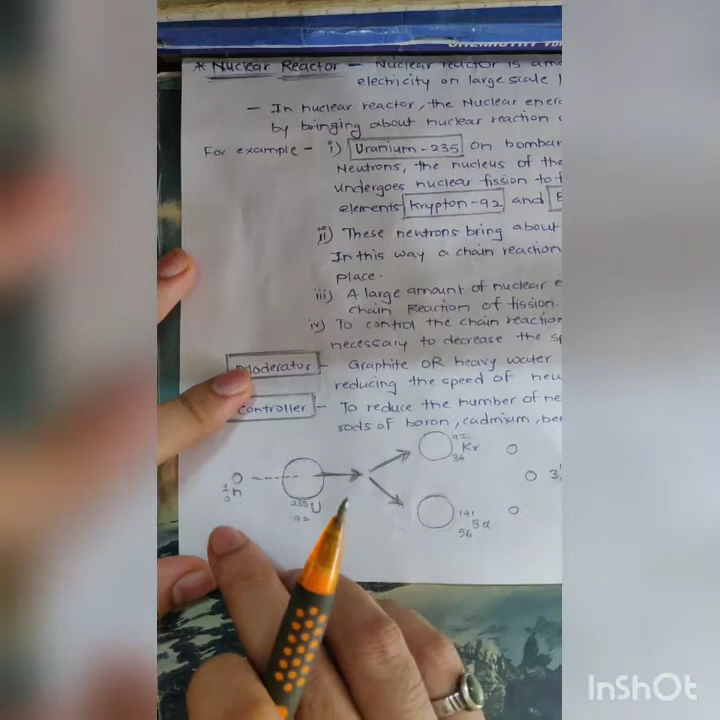 * Nuclear Reactor - Nuclear reactor is a
electricity on large scale
- In nuclear reactor, the Nuclear
by bringing about nuclear reaction
For example - i) Uranium-235 on
Neutrons, the nucleus of the
undergoes nuclear fission to
elements Krypton-92 and
ii) These neutrons bring about
In this way a chain reaction
place.
iii) A large amount of nuclear
chain Reaction of fission.
iv) To control the chain reaction
necessary to decrease the
Moderator - Graphite OR heavy water
reducing the speed of
Controller - To reduce the number of
rods of boron, cadmium,
92
Kr
36
1
n
0
235
U
92
141
Ba
56
3
InShOt